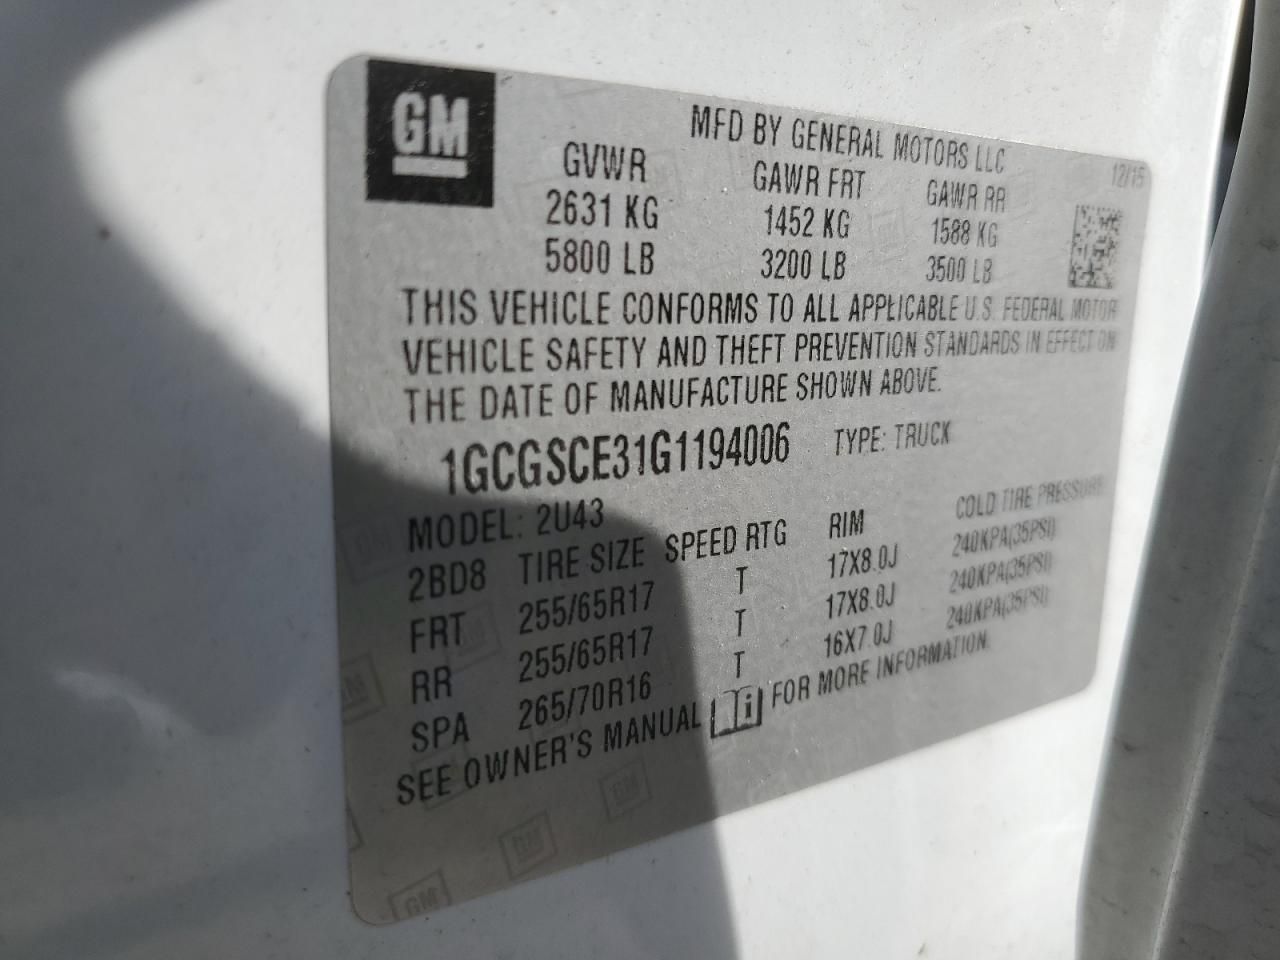 GM
MFD BY GENERAL MOTORS LLC
12/15
GVWR GAWR FRT GAWR RR
2631 KG 1452 KG 1588 KG
5800 LB 3200 LB 3500 LB
THIS VEHICLE CONFORMS TO ALL APPLICABLE U.S. FEDERAL MOTOR
VEHICLE SAFETY AND THEFT PREVENTION STANDARDS IN EFFECT ON
THE DATE OF MANUFACTURE SHOWN ABOVE.
1GCGSCE31G1194006 TYPE: TRUCK
MODEL: 2U43
2BD8 TIRE SIZE SPEED RTG RIM COLD TIRE PRESSURE
FRT 255/65R17 T 17X8.0J 240KPA(35PSI)
RR 255/65R17 T 17X8.0J 240KPA(35PSI)
SPA 265/70R16 T 16X7.0J 240KPA(35PSI)
SEE OWNER'S MANUAL i FOR MORE INFORMATION.
GM
GM
GM